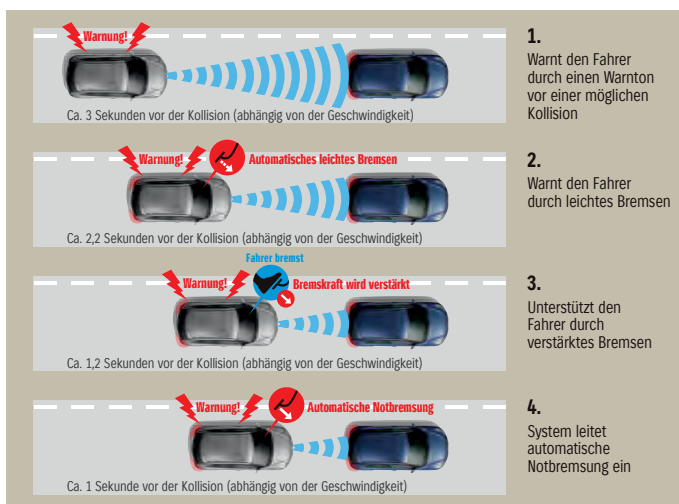 Warnung!
Ca. 3 Sekunden vor der Kollision (abhängig von der Geschwindigkeit)
1.
Warnt den Fahrer
durch einen Warnton
vor einer möglichen
Kollision
Warnung!
Automatisches leichtes Bremsen
Ca. 2,2 Sekunden vor der Kollision (abhängig von der Geschwindigkeit)
2.
Warnt den Fahrer
durch leichtes Bremsen
Fahrer bremst
Warnung!
Bremskraft wird verstärkt
Ca. 1,2 Sekunden vor der Kollision (abhängig von der Geschwindigkeit)
3.
Unterstützt den
Fahrer durch
verstärktes Bremsen
Warnung!
Automatische Notbremsung
Ca. 1 Sekunde vor der Kollision (abhängig von der Geschwindigkeit)
4.
System leitet
automatische
Notbremsung ein